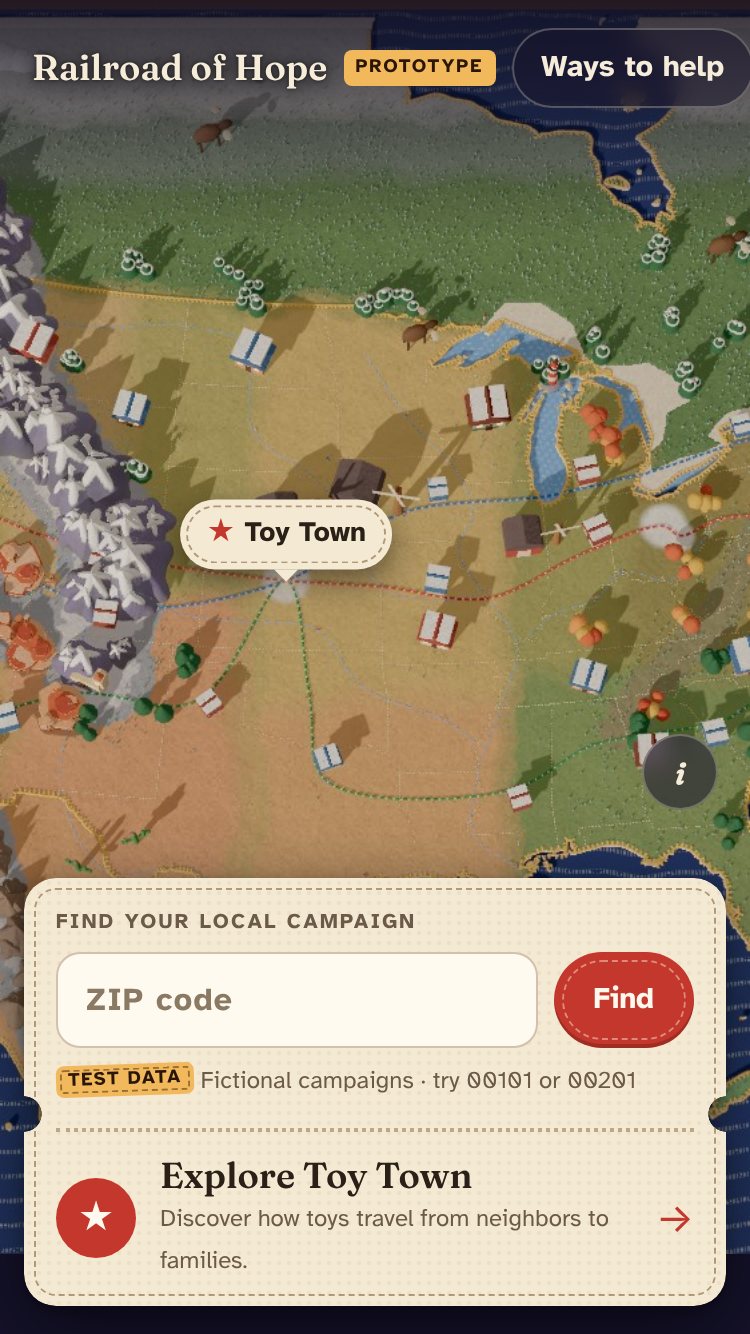 Railroad of Hope PROTOTYPE Ways to help
★ Toy Town
i
FIND YOUR LOCAL CAMPAIGN
ZIP code Find
TEST DATA Fictional campaigns · try 00101 or 00201
★ Explore Toy Town
Discover how toys travel from neighbors to →
families.